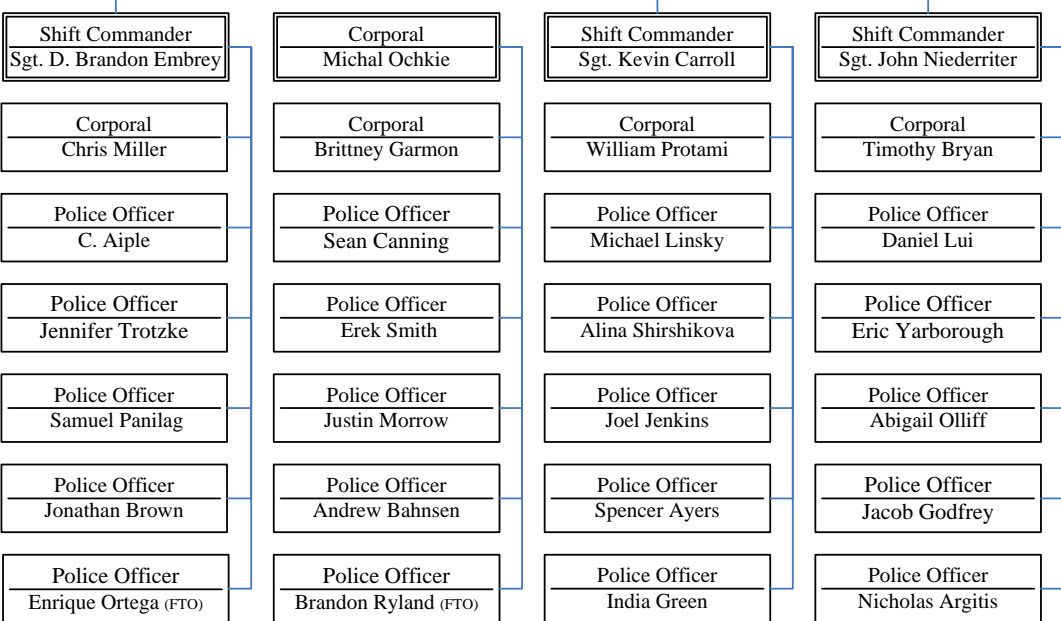 Shift Commander
Sgt. D. Brandon Embrey
Corporal
Chris Miller
Police Officer
C. Aiple
Police Officer
Jennifer Trotzke
Police Officer
Samuel Panilag
Police Officer
Jonathan Brown
Police Officer
Enrique Ortega (FTO)
Corporal
Michal Ochkie
Corporal
Brittney Garmon
Police Officer
Sean Canning
Police Officer
Erek Smith
Police Officer
Justin Morrow
Police Officer
Andrew Bahnsen
Police Officer
Brandon Ryland (FTO)
Shift Commander
Sgt. Kevin Carroll
Corporal
William Protami
Police Officer
Michael Linsky
Police Officer
Alina Shirshikova
Police Officer
Joel Jenkins
Police Officer
Spencer Ayers
Police Officer
India Green
Shift Commander
Sgt. John Niederriter
Corporal
Timothy Bryan
Police Officer
Daniel Lui
Police Officer
Eric Yarborough
Police Officer
Abigail Olliff
Police Officer
Jacob Godfrey
Police Officer
Nicholas Argitis